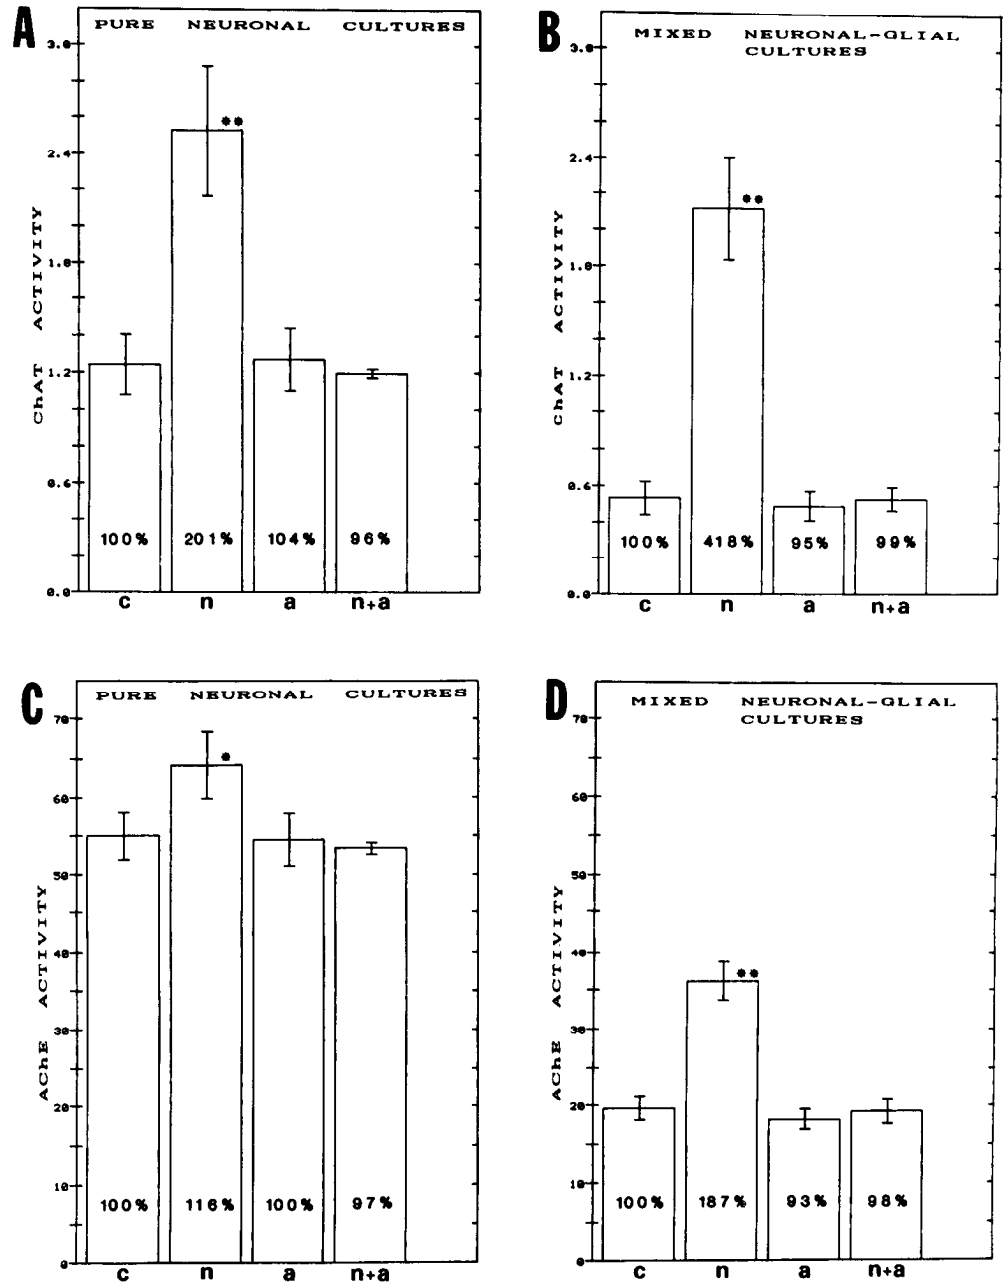 A
PURE NEURONAL CULTURES
3.0
2.4
1.8
1.2
0.6
0.0
ChAT ACTIVITY
**
100% 201% 104% 96%
c n a n+a
B
MIXED NEURONAL-GLIAL
CULTURES
3.0
2.4
1.8
1.2
0.6
0.0
ChAT ACTIVITY
**
100% 418% 95% 99%
c n a n+a
C
PURE NEURONAL CULTURES
70
60
50
40
30
20
10
0
AChE ACTIVITY
*
100% 116% 100% 97%
c n a n+a
D
MIXED NEURONAL-GLIAL
CULTURES
70
60
50
40
30
20
10
0
AChE ACTIVITY
**
100% 187% 93% 98%
c n a n+a